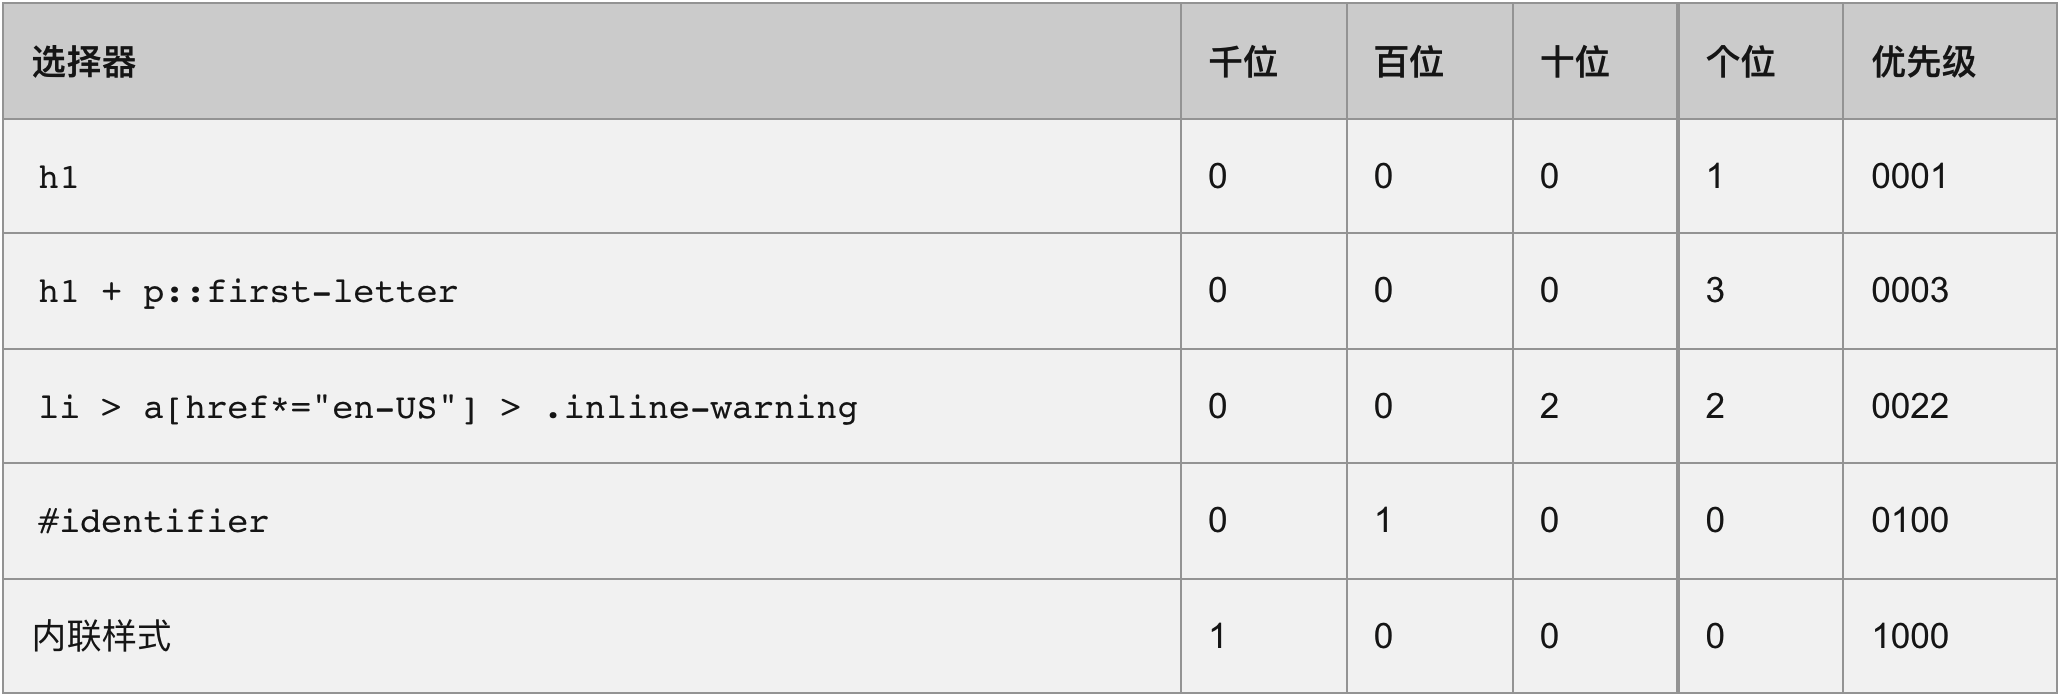 选择器 千位 百位 十位 个位 优先级
h1 0 0 0 1 0001
h1 + p::first-letter 0 0 0 3 0003
li > a[href*="en-US"] > .inline-warning 0 0 2 2 0022
#identifier 0 1 0 0 0100
内联样式 1 0 0 0 1000